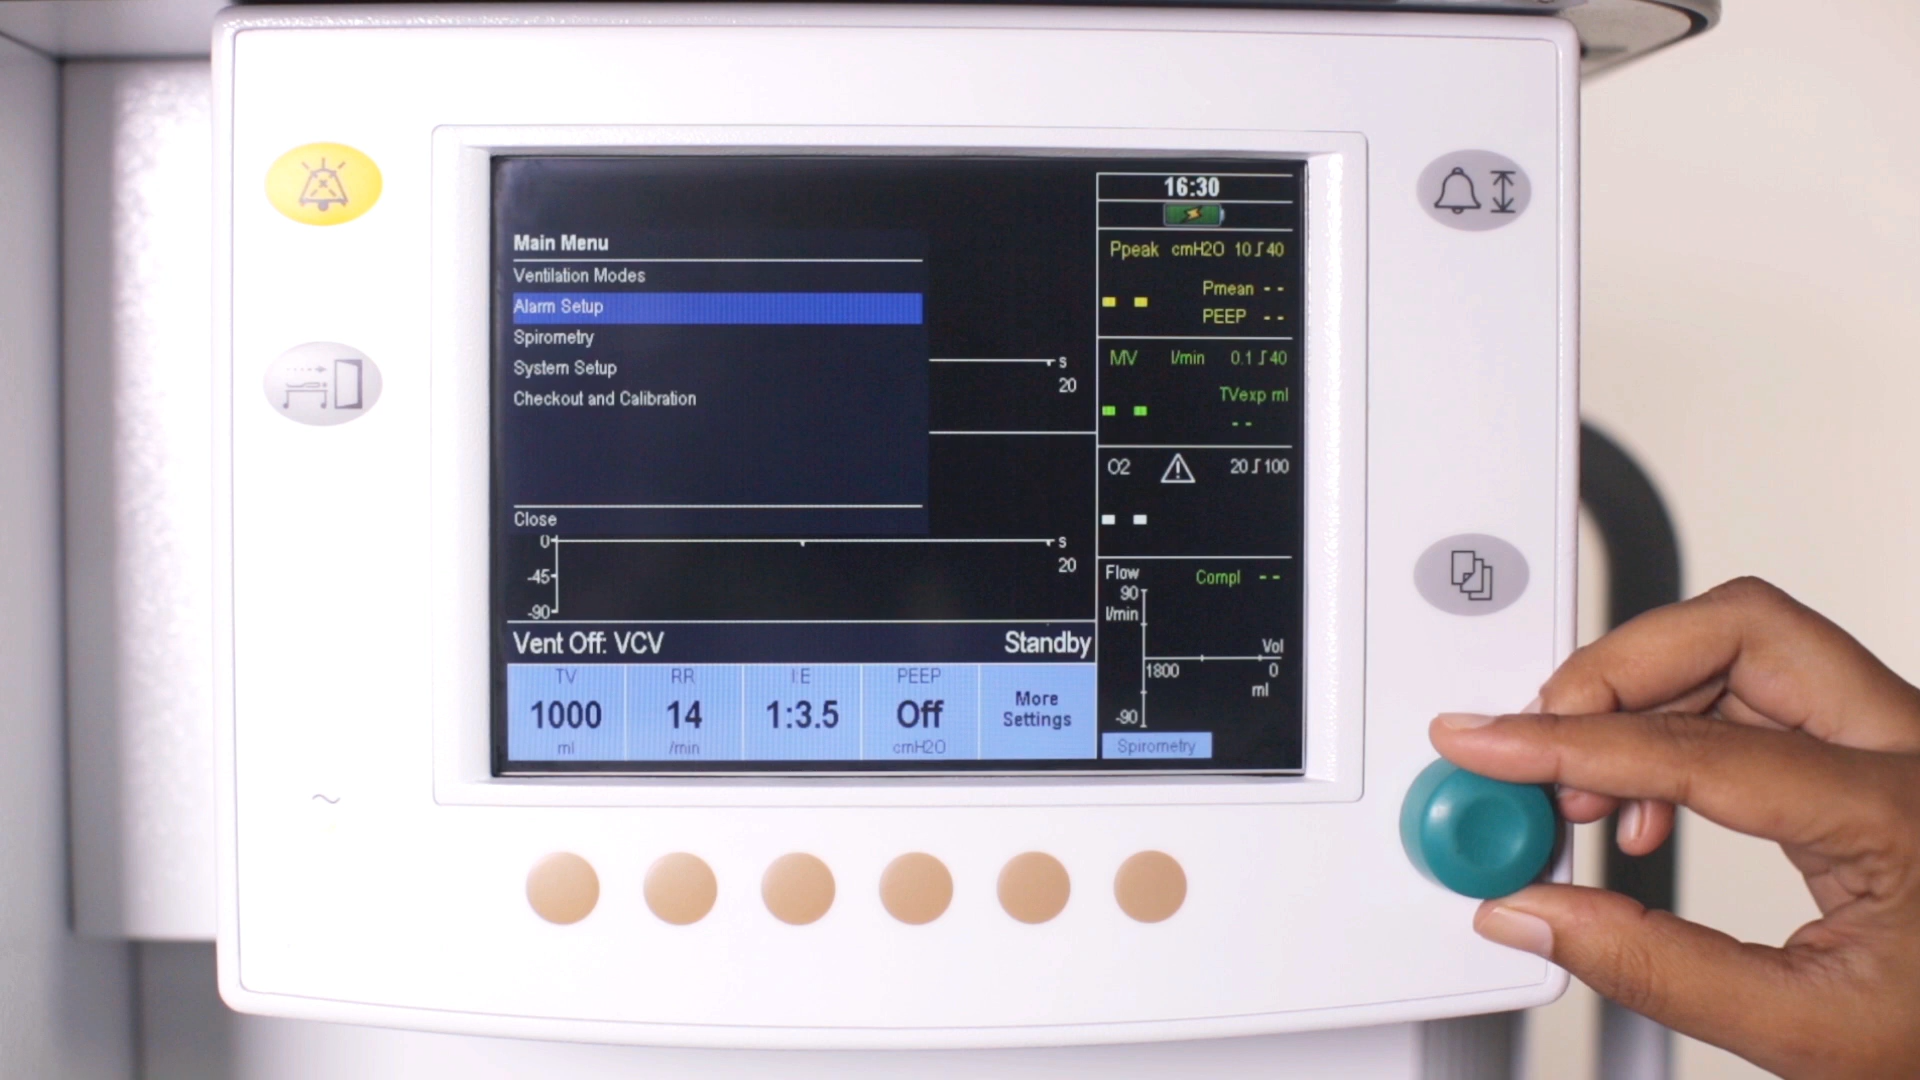 Main Menu
Ventilation Modes
Alarm Setup
Spirometry
System Setup
Checkout and Calibration
Close
s
20
0
-45
-90
s
20
Vent Off: VCV Standby
TV RR I:E PEEP
1000 14 1:3.5 Off More Settings
ml /min cmH2O
16:30
Ppeak cmH2O 10 40
Pmean - -
PEEP - -
MV l/min 0.1 40
TVexp ml
- -
O2 20 100
Flow Compl - -
90
l/min
Vol
1800 0
ml
-90
Spirometry